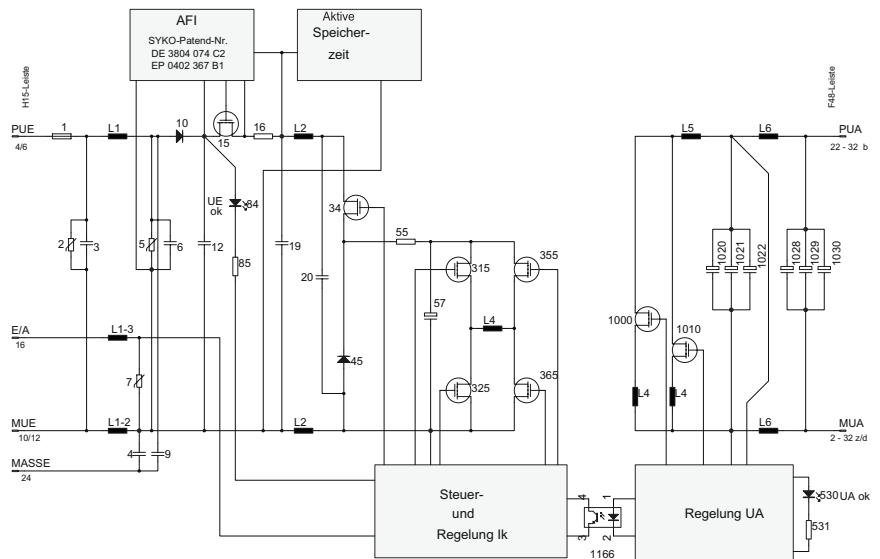 AFI
SYKO-Patend-Nr.
DE 3804 074 C2
EP 0402 367 B1
Aktive
Speicher-
zeit
H15-Leiste
F48-Leiste
PUE
4/6
1
L1
10
15
16
L2
L5
L6
PUA
22 - 32 b
UE
ok
84
34
2
3
5
6
12
85
19
20
55
57
315
355
L4
325
365
45
1000
1010
L4
L4
1020
1021
1022
1028
1029
1030
E/A
16
L1-3
7
MUE
10/12
L1-2
L2
L6
MUA
2 - 32 z/d
MASSE
24
4
9
Steuer-
und
Regelung Ik
4
3
1
2
1166
Regelung UA
530
UA ok
531